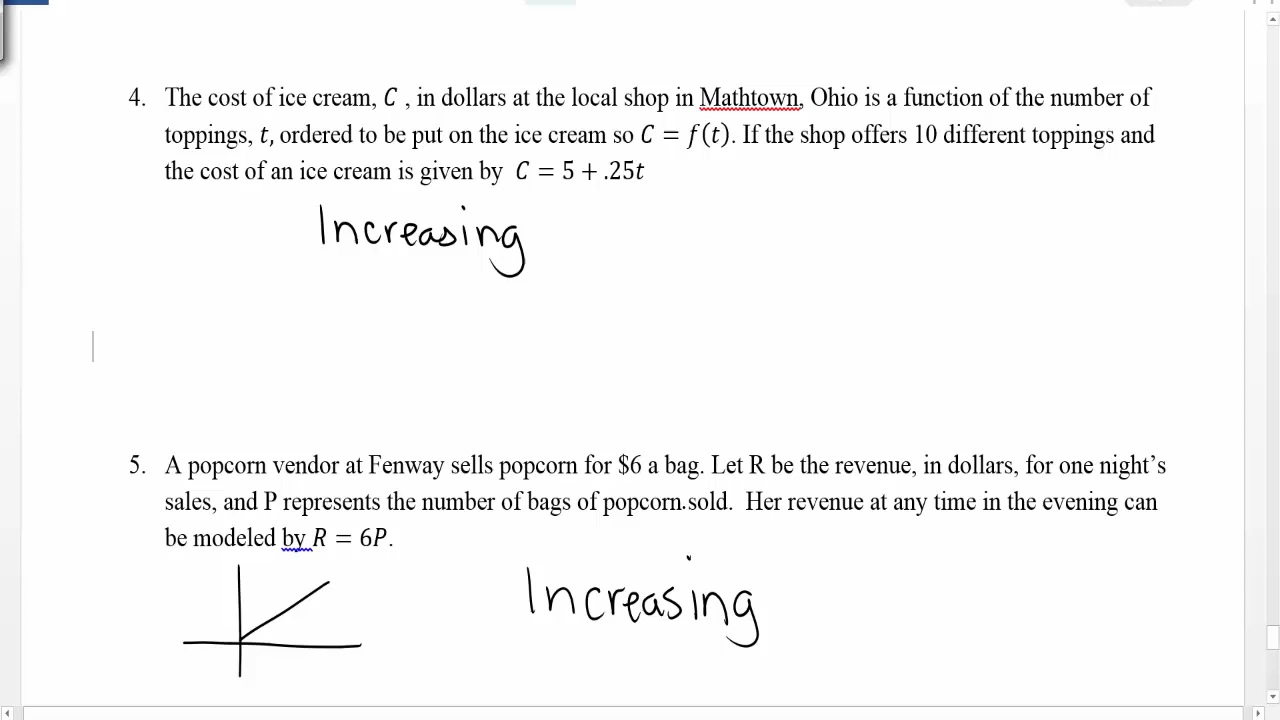 4. The cost of ice cream, C , in dollars at the local shop in Mathtown, Ohio is a function of the number of
toppings, t, ordered to be put on the ice cream so C = f(t). If the shop offers 10 different toppings and
the cost of an ice cream is given by C = 5 + .25t
Increasing
5. A popcorn vendor at Fenway sells popcorn for $6 a bag. Let R be the revenue, in dollars, for one night’s
sales, and P represents the number of bags of popcorn sold. Her revenue at any time in the evening can
be modeled by R = 6P.
Increasing